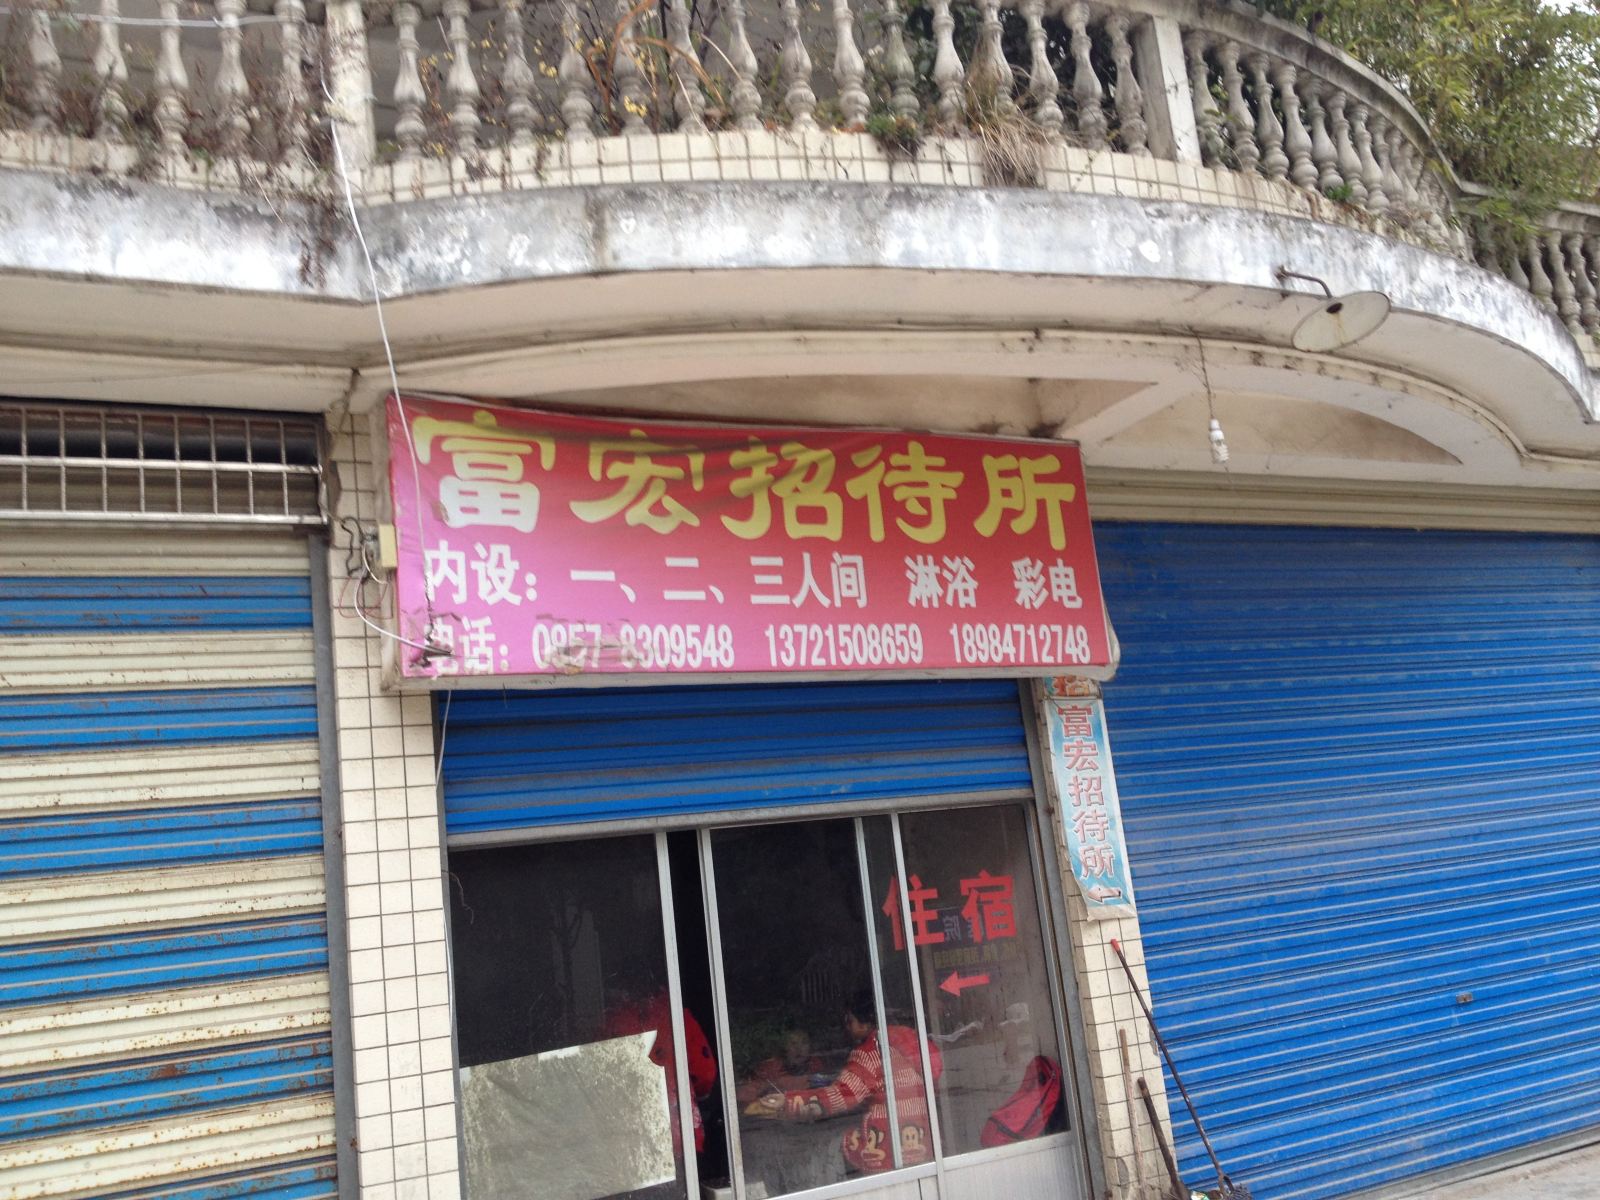 富宏招待所
内设：一、二、三人间 淋浴 彩电
电话：0857-8309548 13721508659 18984712748
招
富宏招待所
住宿